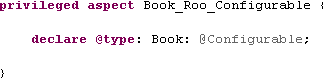 privileged aspect Book_Roo_Configurable {
declare @type: Book: @Configurable;
}